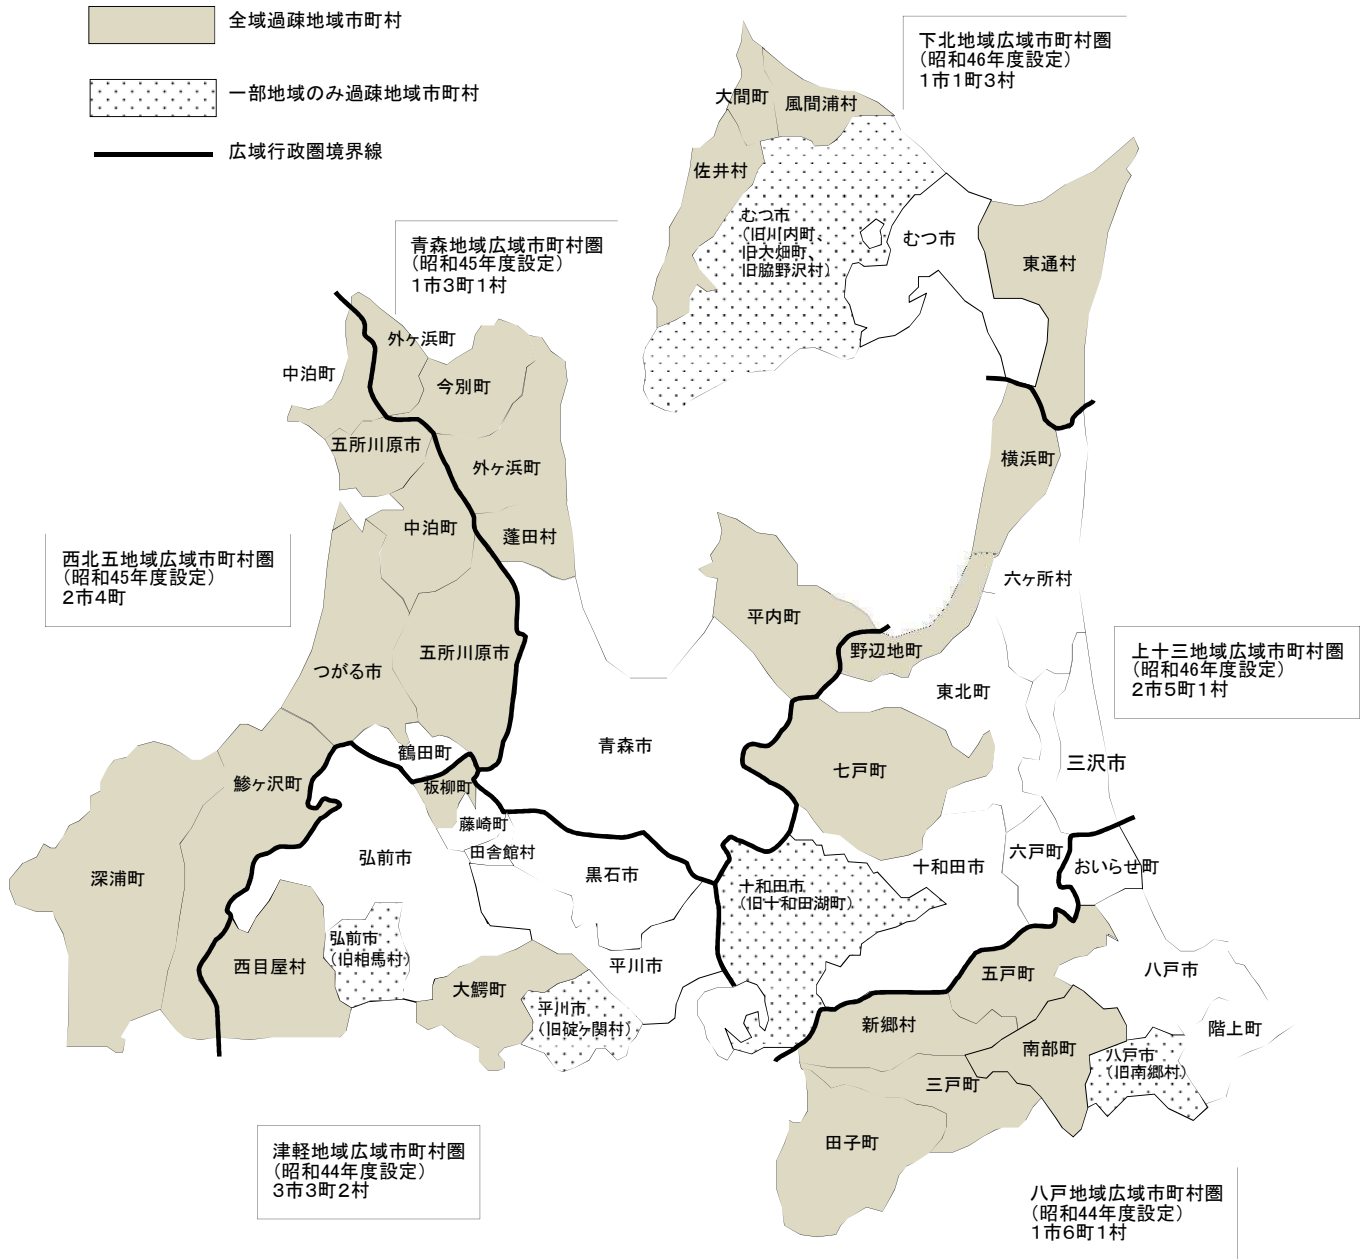 全域過疎地域市町村
一部地域のみ過疎地域市町村
広域行政圏境界線
下北地域広域市町村圏
(昭和46年度設定)
1市1町3村
大間町
風間浦村
佐井村
むつ市
(旧川内町、
旧大畑町、
旧脇野沢村)
むつ市
東通村
青森地域広域市町村圏
(昭和45年度設定)
1市3町1村
外ヶ浜町
中泊町
今別町
五所川原市
外ヶ浜町
横浜町
中泊町
蓬田村
西北五地域広域市町村圏
(昭和45年度設定)
2市4町
六ヶ所村
平内町
野辺地町
五所川原市
つがる市
東北町
上十三地域広域市町村圏
(昭和46年度設定)
2市5町1村
青森市
鶴田町
七戸町
三沢市
鰺ヶ沢町
板柳町
藤崎町
田舎館村
弘前市
黒石市
十和田市
六戸町
おいらせ町
深浦町
十和田市
(旧十和田湖町)
弘前市
(旧相馬村)
西目屋村
平川市
五戸町
八戸市
大鰐町
平川市
(旧碇ヶ関村)
新郷村
南部町
階上町
八戸市
(旧南郷村)
三戸町
田子町
津軽地域広域市町村圏
(昭和44年度設定)
3市3町2村
八戸地域広域市町村圏
(昭和44年度設定)
1市6町1村